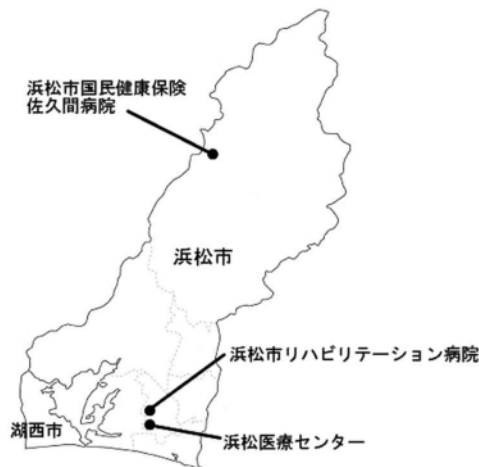 浜松市国民健康保険
佐久間病院
浜松市
浜松市リハビリテーション病院
湖西市
浜松医療センター